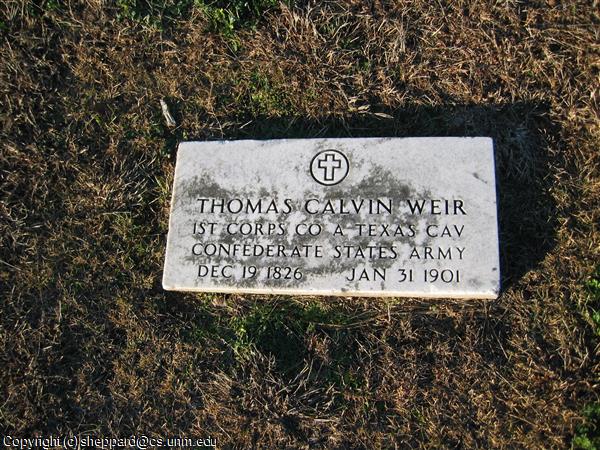 THOMAS CALVIN WEIR
1ST CORPS CO A TEXAS CAV
CONFEDERATE STATES ARMY
DEC 19 1826 JAN 31 1901
Copyright (c) sheppard@cs.unm.edu